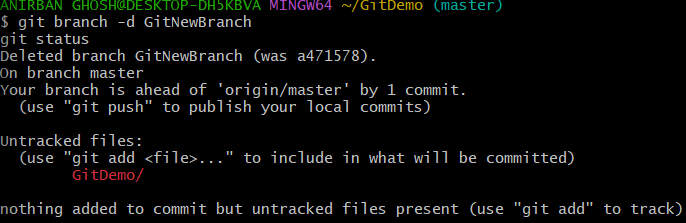 ANIRBAN GHOSH@DESKTOP-DH5KBVA MINGW64 ~/GitDemo (master)
$ git branch -d GitNewBranch
git status
Deleted branch GitNewBranch (was a471578).
On branch master
Your branch is ahead of 'origin/master' by 1 commit.
  (use "git push" to publish your local commits)

Untracked files:
  (use "git add <file>..." to include in what will be committed)
        GitDemo/

nothing added to commit but untracked files present (use "git add" to track)